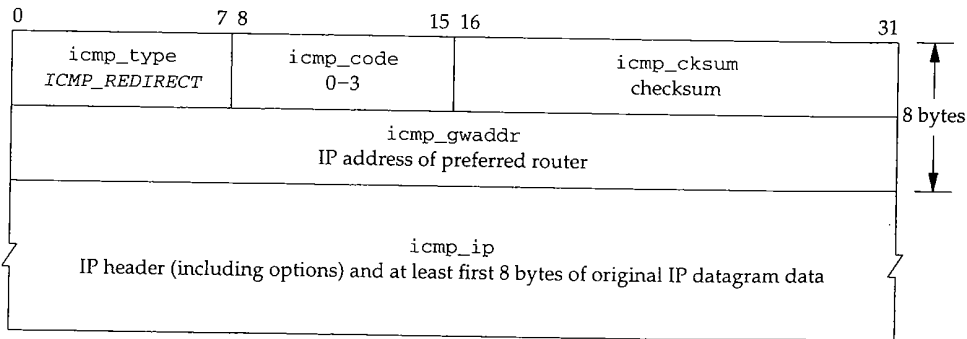 0 7 8 15 16 31
icmp_type icmp_code icmp_cksum
ICMP_REDIRECT 0–3 checksum
8 bytes
icmp_gwaddr
IP address of preferred router
icmp_ip
IP header (including options) and at least first 8 bytes of original IP datagram data